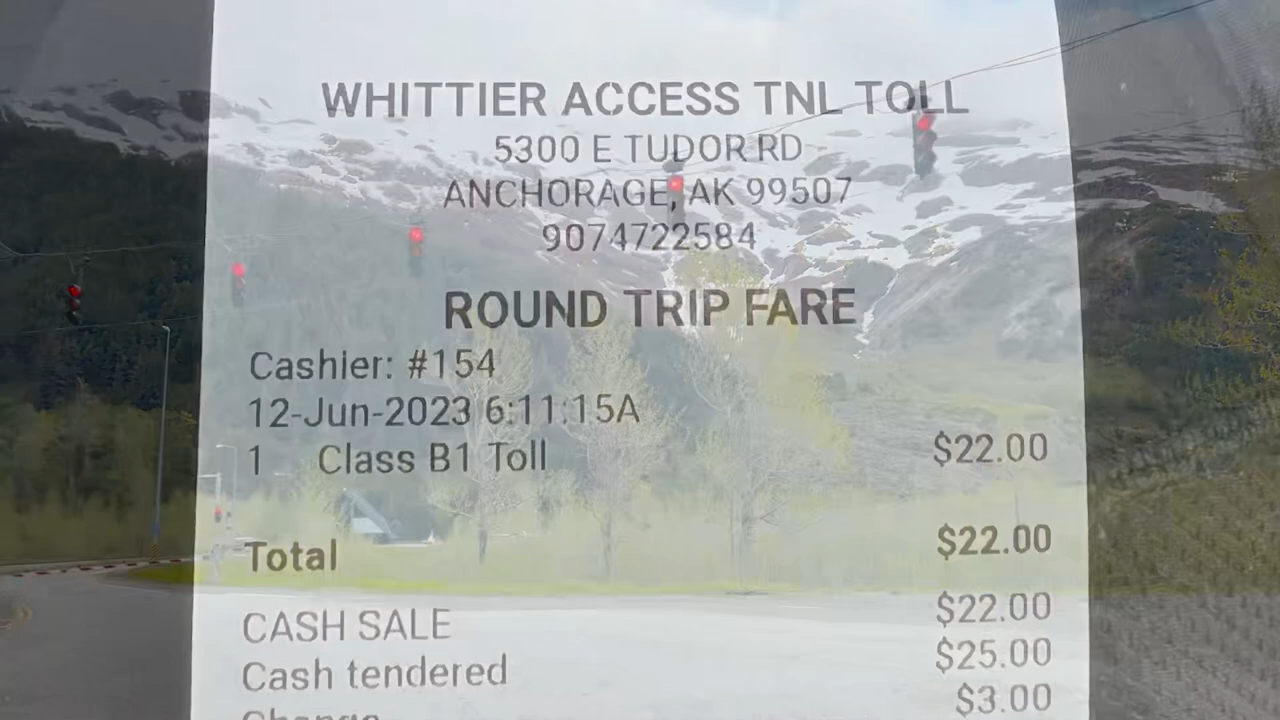 WHITTIER ACCESS TNL TOLL
5300 E TUDOR RD
ANCHORAGE, AK 99507
9074722584
ROUND TRIP FARE
Cashier: #154
12-Jun-2023 6:11:15A
1 Class B1 Toll $22.00
Total $22.00
CASH SALE $22.00
Cash tendered $25.00
Change $3.00